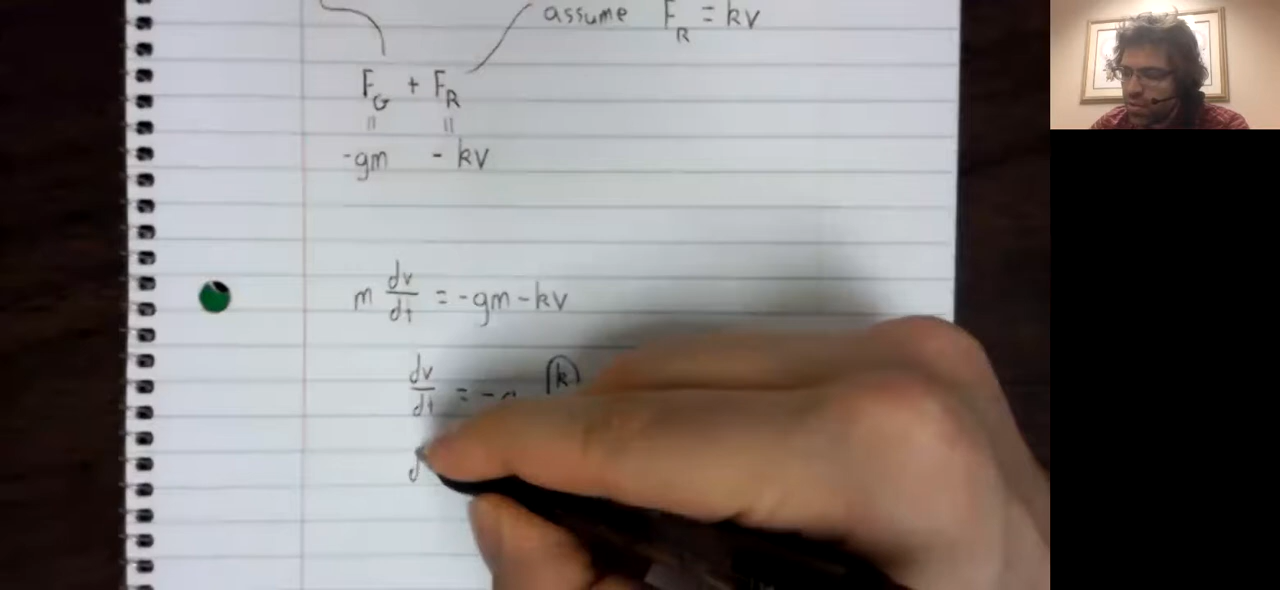 assume F_R = kv
F_G + F_R
॥ ॥
-gm - kv
m dv/dt = -gm - kv
dv/dt = - (k)